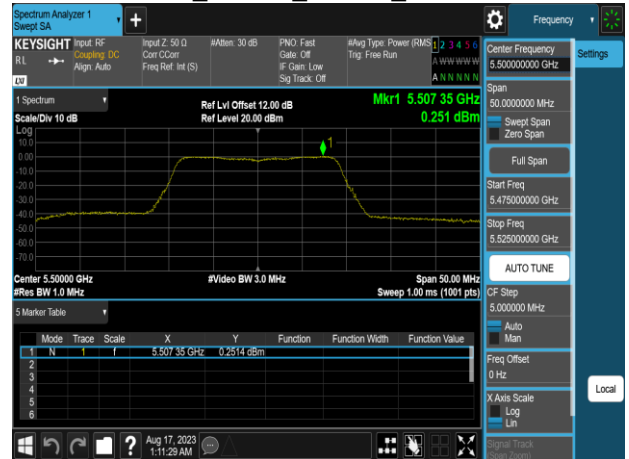 Spectrum Analyzer 1
Swept SA
+
Frequency
KEYSIGHT Input: RF Input Z: 50 Ω #Atten: 30 dB PNO: Fast #Avg Type: Power (RMS 1 2 3 4 5 6
RL Coupling: DC Corr CCorr Gate: Off Trig: Free Run A W W W W W
Align: Auto Freq Ref: Int (S) IF Gain: Low
Sig Track: Off A N N N N N
LXI
Center Frequency
5.500000000 GHz
Settings
Span
50.0000000 MHz
Swept Span
Zero Span
Full Span
Start Freq
5.475000000 GHz
Stop Freq
5.525000000 GHz
AUTO TUNE
CF Step
5.000000 MHz
Auto
Man
Freq Offset
0 Hz
X Axis Scale
Log
Lin
Signal Track
(Span Zoom)
Local
1 Spectrum
Ref Lvl Offset 12.00 dB Mkr1 5.507 35 GHz
Scale/Div 10 dB Ref Level 20.00 dBm 0.251 dBm
Log
10.0
0.00
-10.0
-20.0
-30.0
-40.0
-50.0
-60.0
-70.0
1
Center 5.50000 GHz #Video BW 3.0 MHz Span 50.00 MHz
#Res BW 1.0 MHz Sweep 1.00 ms (1001 pts)
5 Marker Table
Mode Trace Scale X Y Function Function Width Function Value
1 N 1 f 5.507 35 GHz 0.2514 dBm
2
3
4
5
6
? Aug 17, 2023
1:11:29 AM